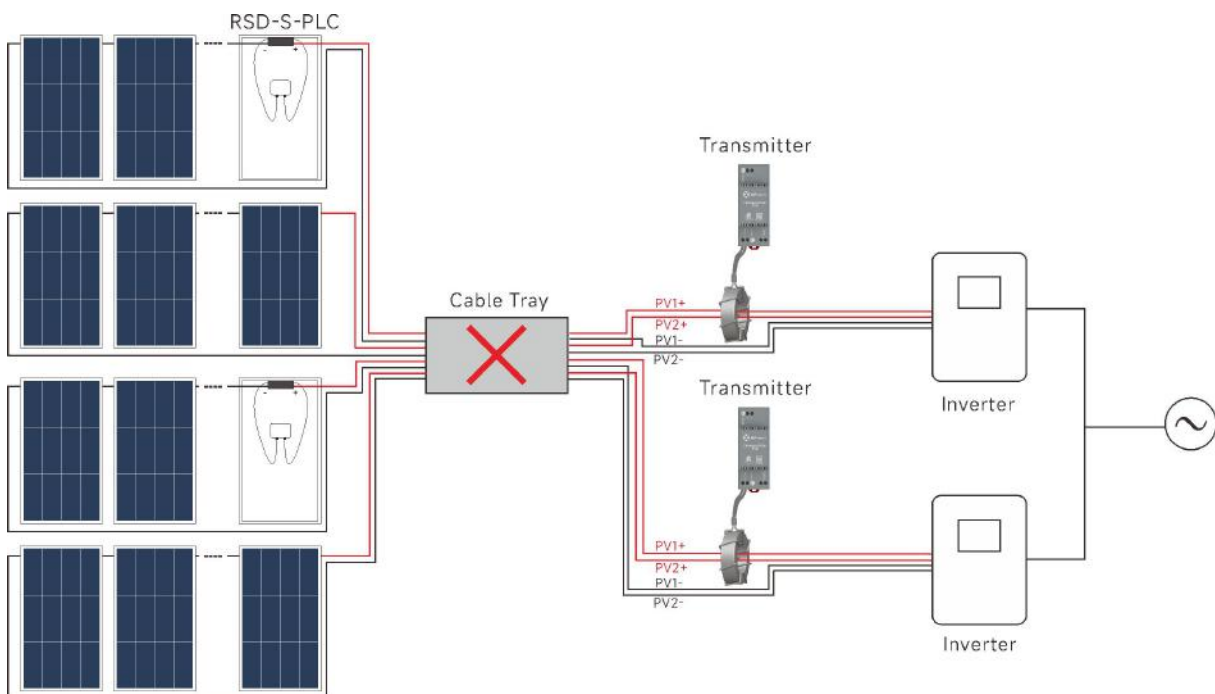 RSD-S-PLC
- +
Transmitter
Cable Tray
PV1+
PV2+
PV1-
PV2-
Inverter
- +
Transmitter
PV1+
PV2+
PV1-
PV2-
Inverter